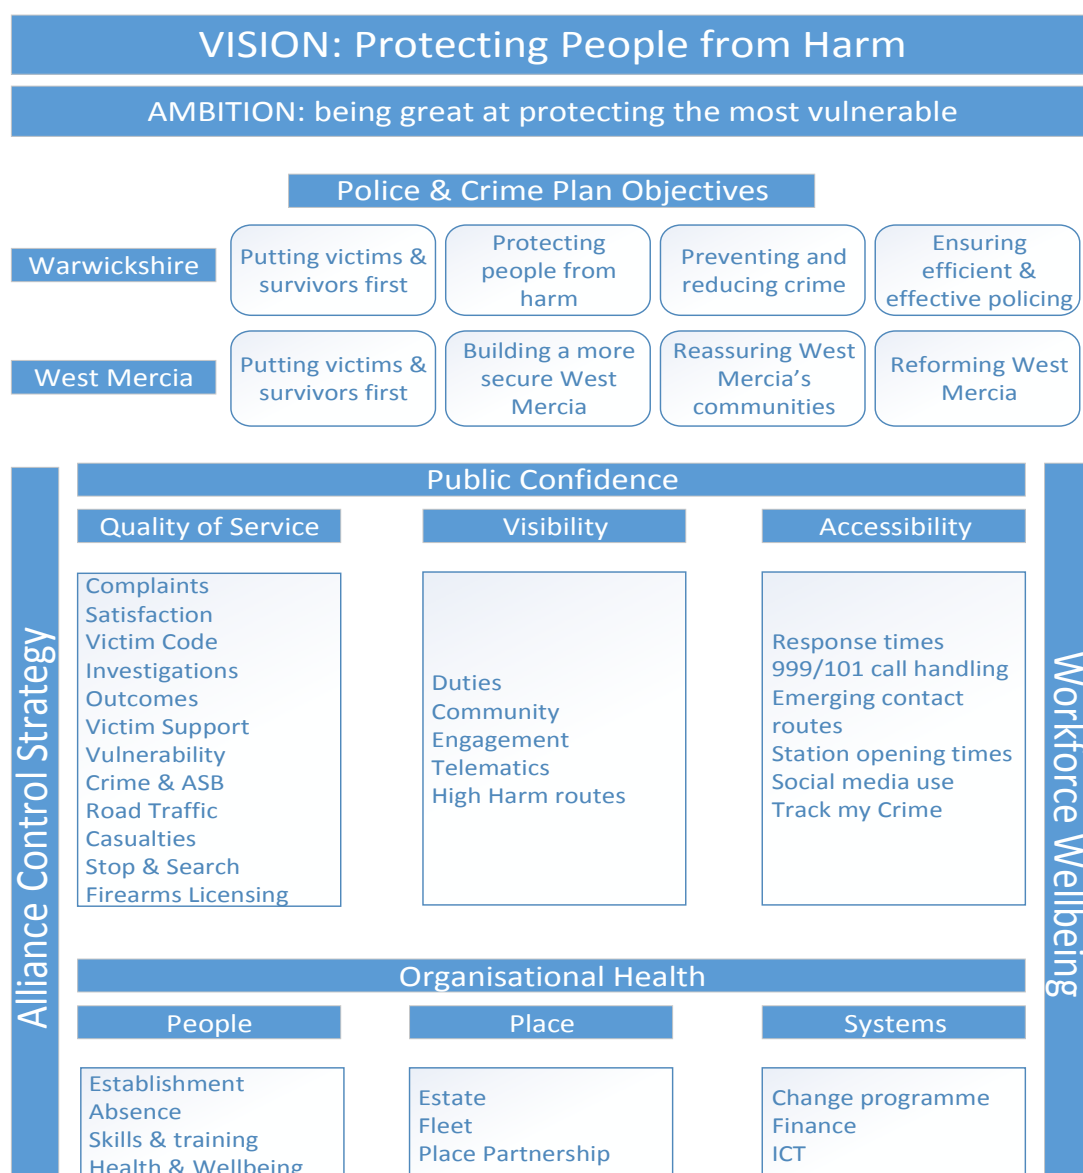 VISION: Protecting People from Harm
AMBITION: being great at protecting the most vulnerable
Police & Crime Plan Objectives
Warwickshire
Putting victims &
survivors first
Protecting
people from
harm
Preventing and
reducing crime
Ensuring
efficient &
effective policing
West Mercia
Putting victims &
survivors first
Building a more
secure West
Mercia
Reassuring West
Mercia's
communities
Reforming West
Mercia
Alliance Control Strategy
Public Confidence
Quality of Service
Complaints
Satisfaction
Victim Code
Investigations
Outcomes
Victim Support
Vulnerability
Crime & ASB
Road Traffic
Casualties
Stop & Search
Firearms Licensing
Visibility
Duties
Community
Engagement
Telematics
High Harm routes
Accessibility
Response times
999/101 call handling
Emerging contact
routes
Station opening times
Social media use
Track my Crime
Organisational Health
People
Establishment
Absence
Skills & training
Health & Wellbeing
Place
Estate
Fleet
Place Partnership
Systems
Change programme
Finance
ICT
Workforce Wellbeing